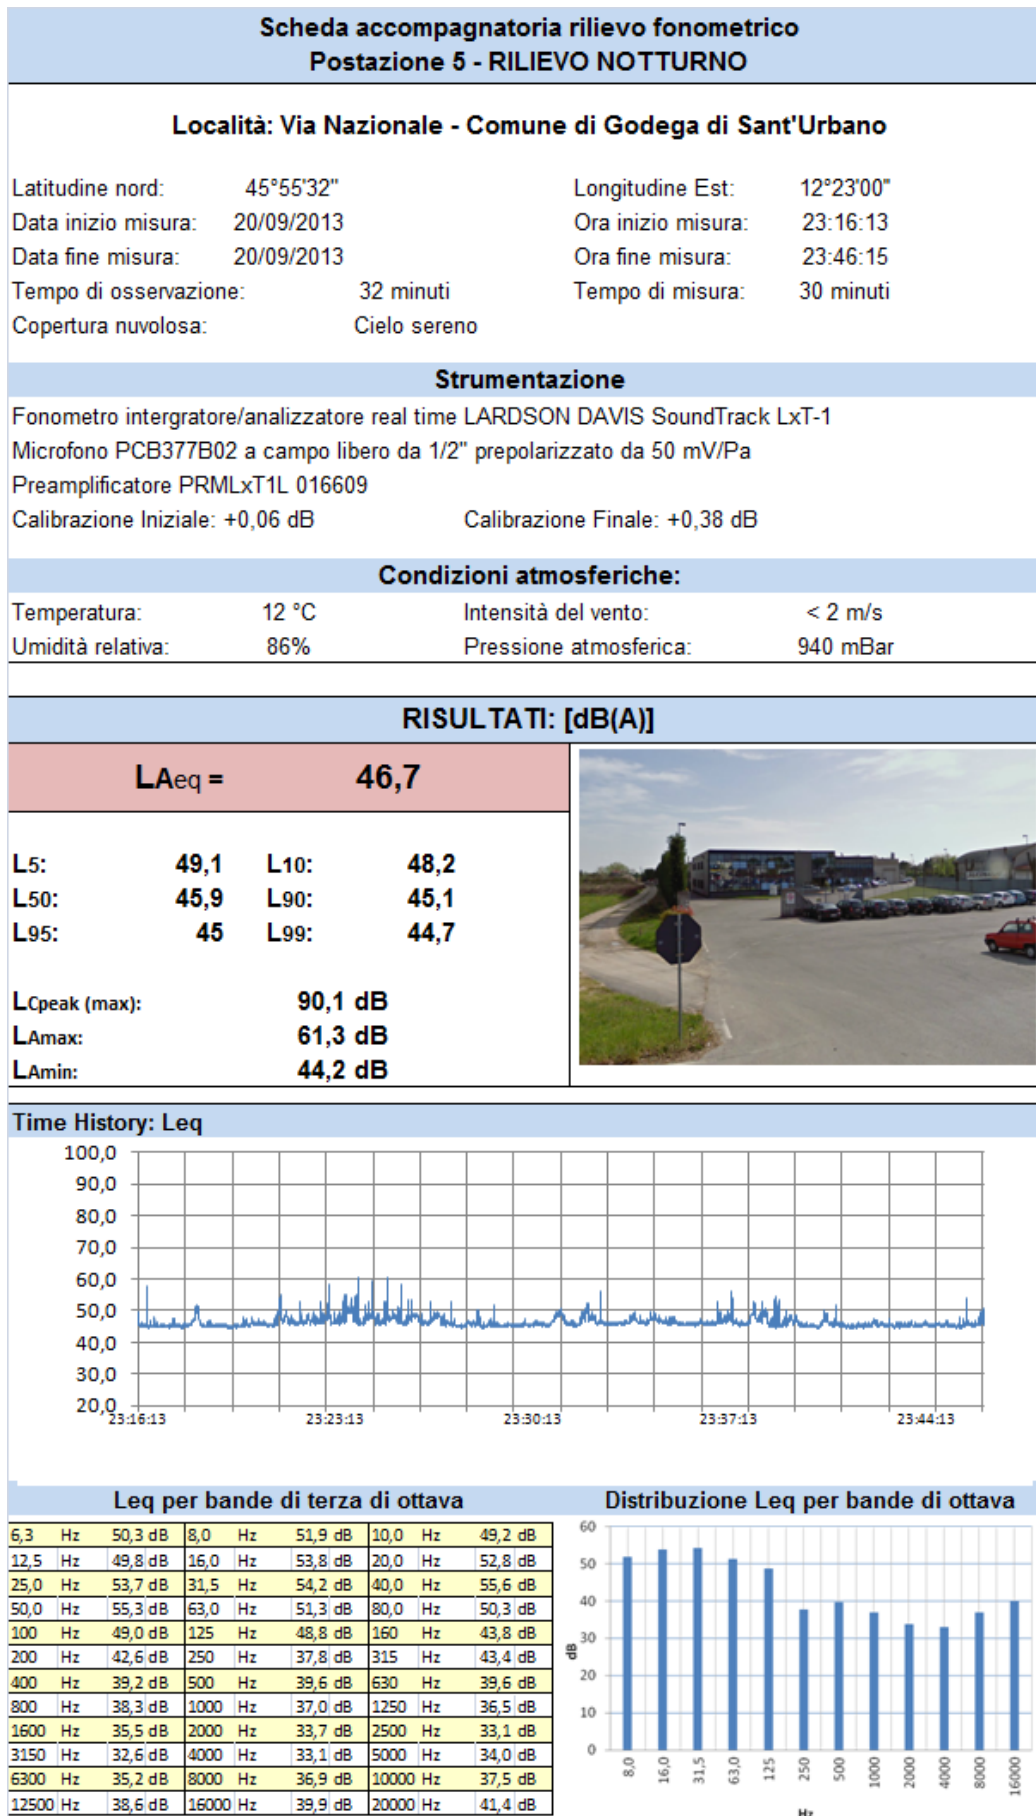 Scheda accompagnatoria rilievo fonometrico
Postazione 5 - RILIEVO NOTTURNO
Località: Via Nazionale - Comune di Godega di Sant'Urbano
Latitudine nord: 45°55'32" Longitudine Est: 12°23'00"
Data inizio misura: 20/09/2013 Ora inizio misura: 23:16:13
Data fine misura: 20/09/2013 Ora fine misura: 23:46:15
Tempo di osservazione: 32 minuti Tempo di misura: 30 minuti
Copertura nuvolosa: Cielo sereno
Strumentazione
Fonometro intergratore/analizzatore real time LARDSON DAVIS SoundTrack LxT-1
Microfono PCB377B02 a campo libero da 1/2" prepolarizzato da 50 mV/Pa
Preamplificatore PRMLxT1L 016609
Calibrazione Iniziale: +0,06 dB Calibrazione Finale: +0,38 dB
Condizioni atmosferiche:
Temperatura: 12 °C Intensità del vento: < 2 m/s
Umidità relativa: 86% Pressione atmosferica: 940 mBar
RISULTATI: [dB(A)]
LAeq = 46,7
L5: 49,1 L10: 48,2
L50: 45,9 L90: 45,1
L95: 45 L99: 44,7
LCpeak (max): 90,1 dB
LAmax: 61,3 dB
LAmin: 44,2 dB
Time History: Leq
100,0
90,0
80,0
70,0
60,0
50,0
40,0
30,0
20,0
23:16:13 23:23:13 23:30:13 23:37:13 23:44:13
Leq per bande di terza di ottava
6,3 Hz 50,3 dB 8,0 Hz 51,9 dB 10,0 Hz 49,2 dB
12,5 Hz 49,8 dB 16,0 Hz 53,8 dB 20,0 Hz 52,8 dB
25,0 Hz 53,7 dB 31,5 Hz 54,2 dB 40,0 Hz 55,6 dB
50,0 Hz 55,3 dB 63,0 Hz 51,3 dB 80,0 Hz 50,3 dB
100 Hz 49,0 dB 125 Hz 48,8 dB 160 Hz 43,8 dB
200 Hz 42,6 dB 250 Hz 37,8 dB 315 Hz 43,4 dB
400 Hz 39,2 dB 500 Hz 39,6 dB 630 Hz 39,6 dB
800 Hz 38,3 dB 1000 Hz 37,0 dB 1250 Hz 36,5 dB
1600 Hz 35,5 dB 2000 Hz 33,7 dB 2500 Hz 33,1 dB
3150 Hz 32,6 dB 4000 Hz 33,1 dB 5000 Hz 34,0 dB
6300 Hz 35,2 dB 8000 Hz 36,9 dB 10000 Hz 37,5 dB
12500 Hz 38,6 dB 16000 Hz 39,9 dB 20000 Hz 41,4 dB
Distribuzione Leq per bande di ottava
60
50
40
30
20
10
0
dB
8,0 16,0 31,5 63,0 125 250 500 1000 2000 4000 8000 16000
Hz